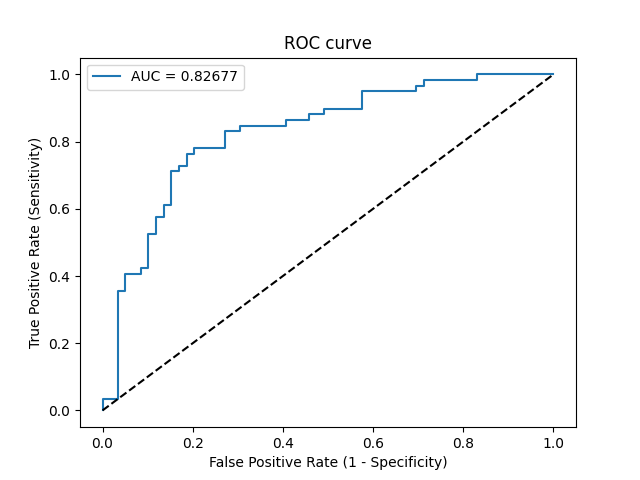 ROC curve
AUC = 0.82677
True Positive Rate (Sensitivity)
1.0
0.8
0.6
0.4
0.2
0.0
0.0 0.2 0.4 0.6 0.8 1.0
False Positive Rate (1 - Specificity)